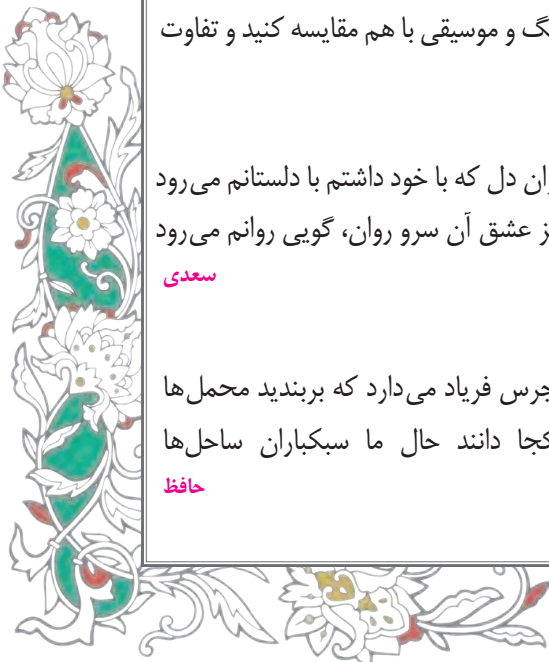 و موسیقی با هم مقایسه کنید و تفاوت
دل که با خود داشتم با دلستانم می‌رود
عشق آن سرو روان، گویی روانم می‌رود
سعدی
جرس فریاد می‌دارد که بربندید محمل‌ها
کجا دانند حال ما سبکباران ساحل‌ها
حافظ